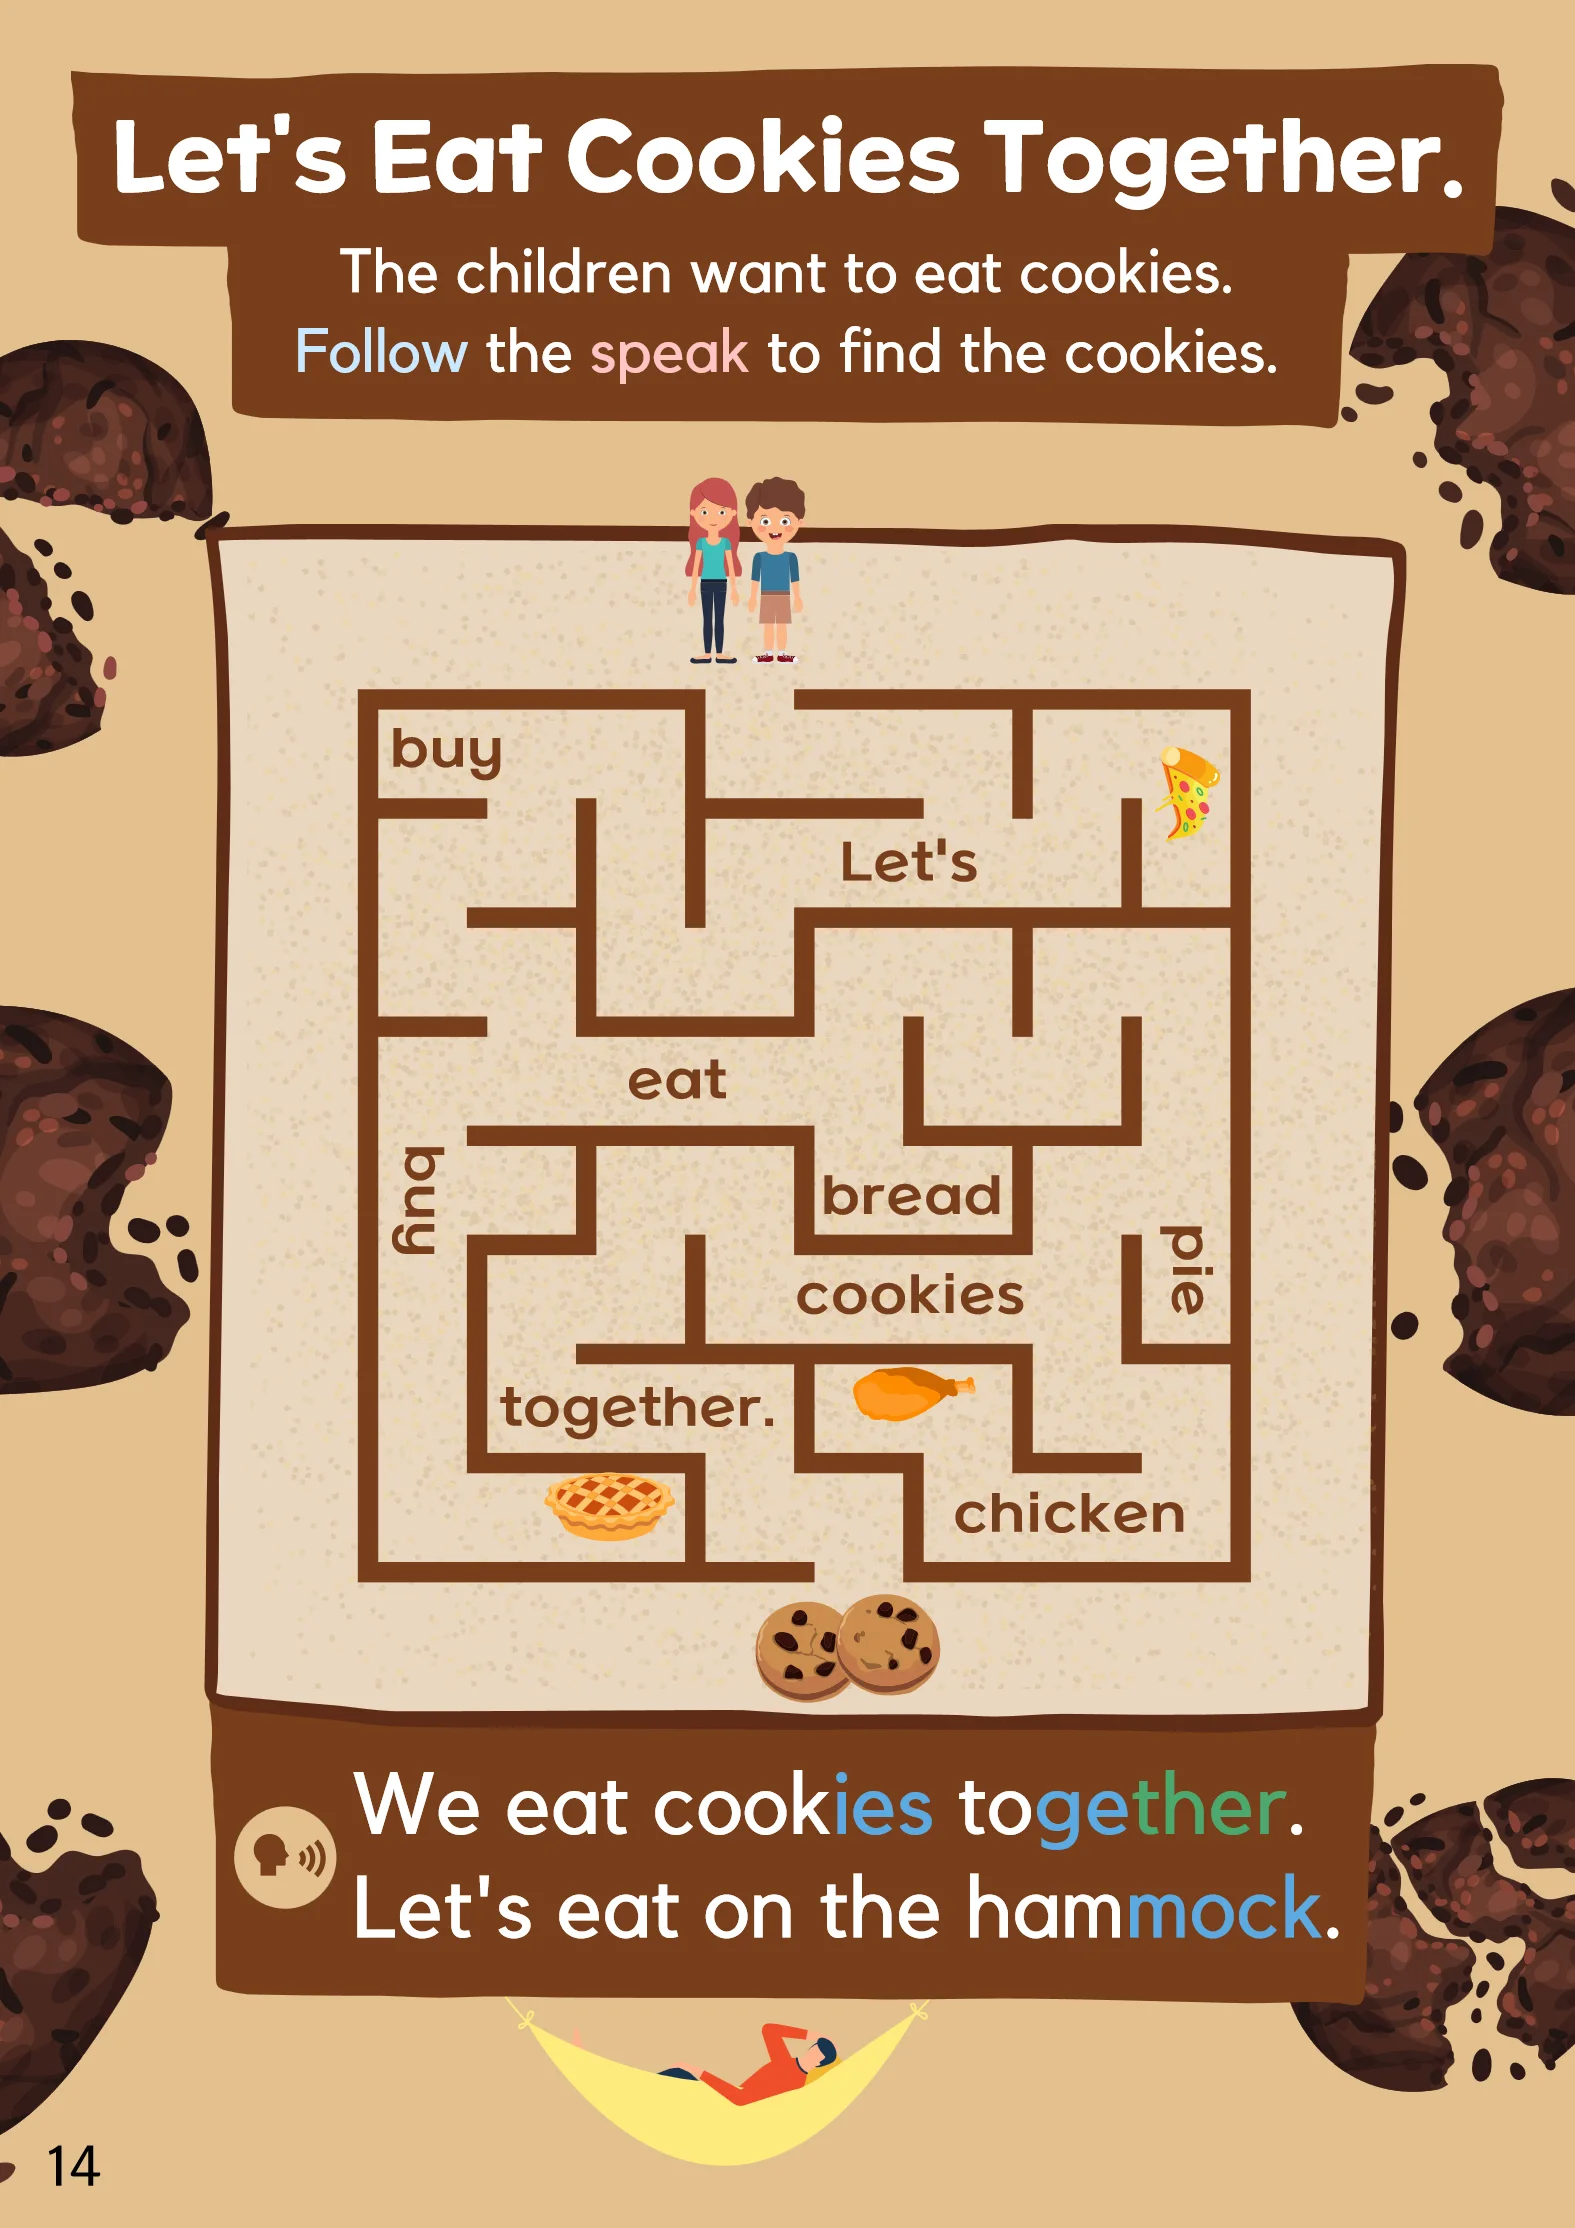 Let's Eat Cookies Together.
The children want to eat cookies.
Follow the speak to find the cookies.
buy
Let's
eat
buy
bread
pie
cookies
together.
chicken
We eat cookies together.
Let's eat on the hammock.
14